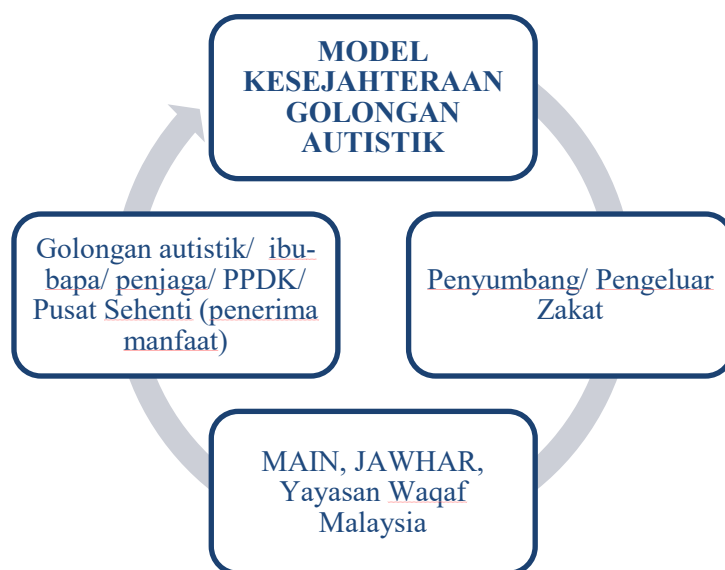 MODEL
KESEJAHTERAAN
GOLONGAN
AUTISTIK
Penyumbang/ Pengeluar
Zakat
MAIN, JAWHAR,
Yayasan Waqaf
Malaysia
Golongan autistik/ ibu-
bapa/ penjaga/ PPDK/
Pusat Sehenti (penerima
manfaat)